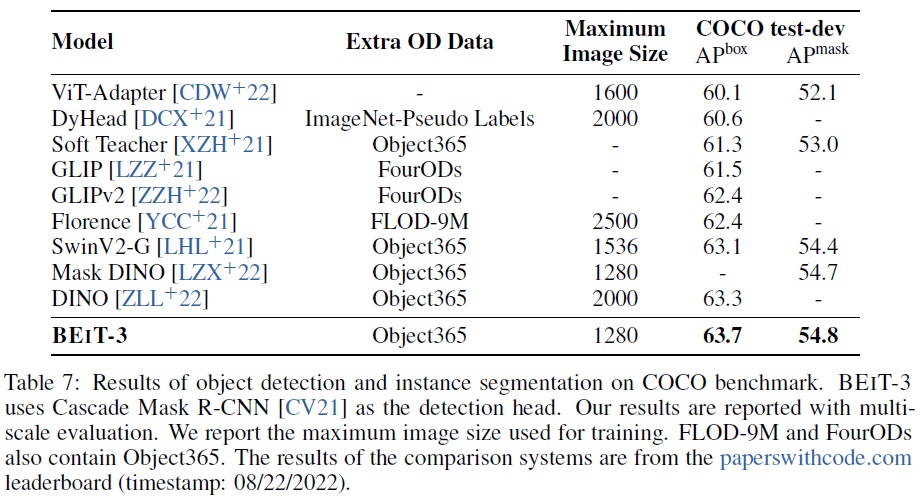 Model Extra OD Data Maximum Image Size COCO test-dev AP^box AP^mask
ViT-Adapter [CDW+22] - 1600 60.1 52.1
DyHead [DCX+21] ImageNet-Pseudo Labels 2000 60.6 -
Soft Teacher [XZH+21] Object365 - 61.3 53.0
GLIP [LZZ+21] FourODs - 61.5 -
GLIPv2 [ZZH+22] FourODs - 62.4 -
Florence [YCC+21] FLOD-9M 2500 62.4 -
SwinV2-G [LHL+21] Object365 1536 63.1 54.4
Mask DINO [LZX+22] Object365 1280 - 54.7
DINO [ZLL+22] Object365 2000 63.3 -
BEIT-3 Object365 1280 63.7 54.8
Table 7: Results of object detection and instance segmentation on COCO benchmark. BEIT-3
uses Cascade Mask R-CNN [CV21] as the detection head. Our results are reported with multi-
scale evaluation. We report the maximum image size used for training. FLOD-9M and FourODs
also contain Object365. The results of the comparison systems are from the paperswithcode.com
leaderboard (timestamp: 08/22/2022).